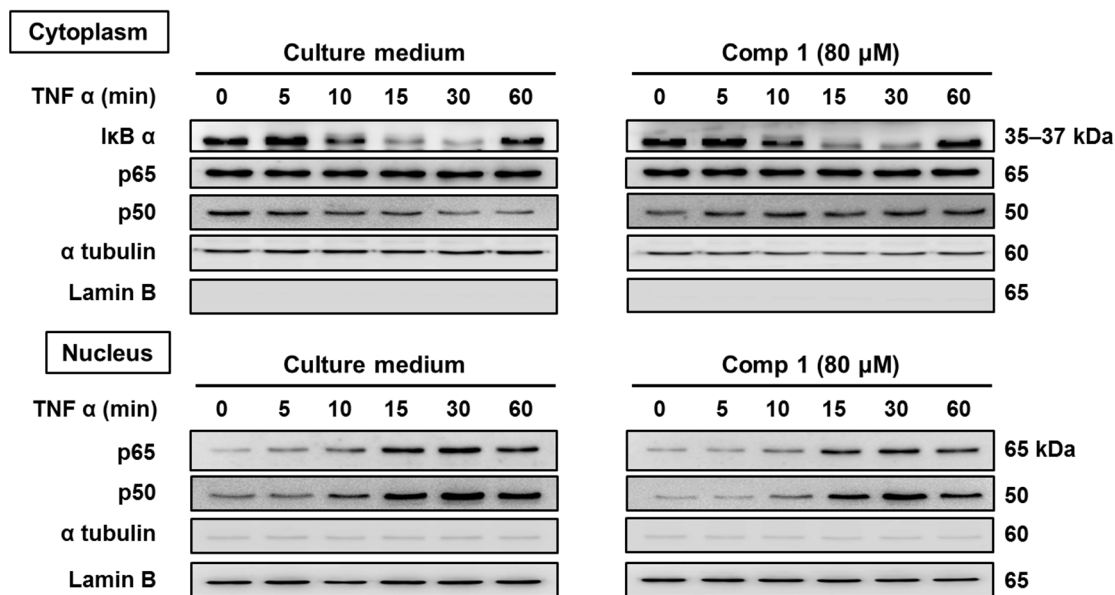 Cytoplasm
Culture medium Comp 1 (80 µM)
TNF α (min) 0 5 10 15 30 60 0 5 10 15 30 60
IκB α 35–37 kDa
p65 65
p50 50
α tubulin 60
Lamin B 65
Nucleus
Culture medium Comp 1 (80 µM)
TNF α (min) 0 5 10 15 30 60 0 5 10 15 30 60
p65 65 kDa
p50 50
α tubulin 60
Lamin B 65